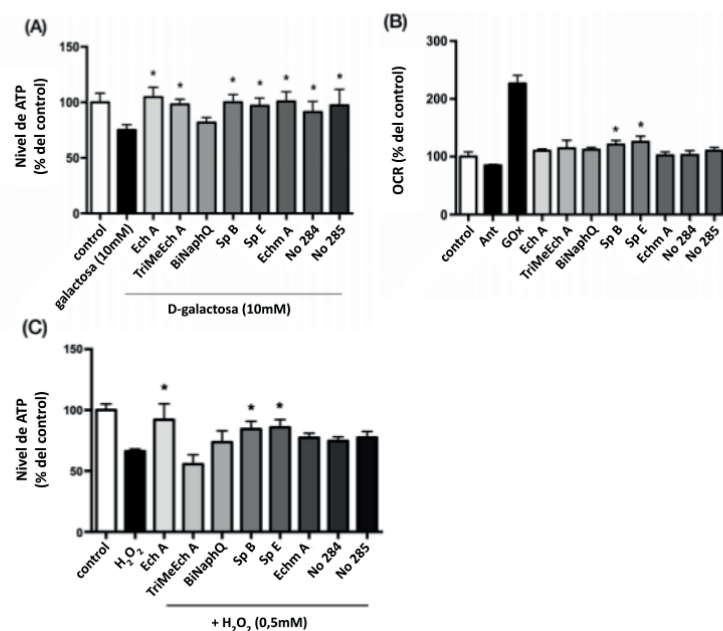 (A)
Nivel de ATP
(% del control)
150
100
50
0
* * * * * * *
control
galactosa (10mM)
Ech A
TriMeEch A
BiNaphQ
Sp B
Sp E
Echm A
No 284
No 285
D-galactosa (10mM)
(B)
OCR (% del control)
300
200
100
0
* *
control
Ant
GOx
Ech A
TriMeEch A
BiNaphQ
Sp B
Sp E
Echm A
No 284
No 285
(C)
Nivel de ATP
(% del control)
150
100
50
0
* * *
control
H₂O₂
Ech A
TriMeEch A
BiNaphQ
Sp B
Sp E
Echm A
No 284
No 285
+ H₂O₂ (0,5mM)